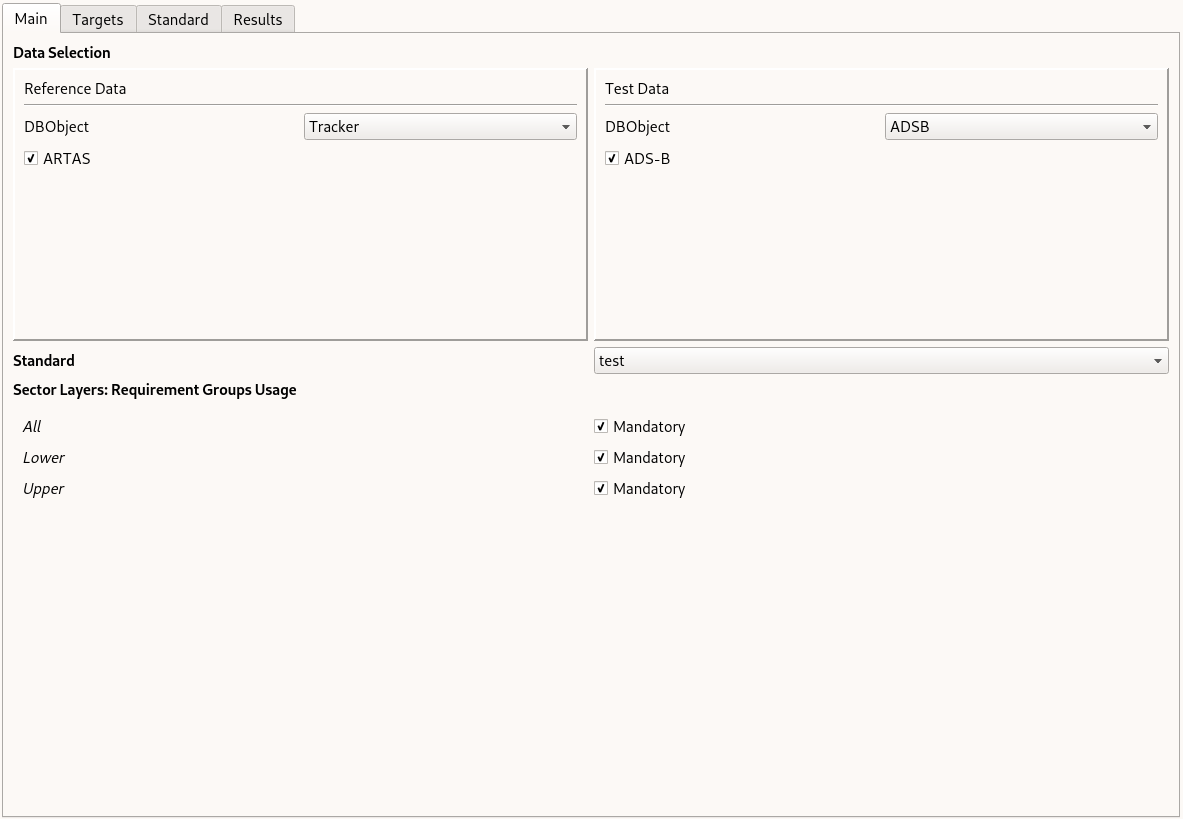 Main Targets Standard Results
Data Selection
Reference Data
DBObject Tracker
ARTAS
Test Data
DBObject ADSB
ADS-B
Standard test
Sector Layers: Requirement Groups Usage
All Mandatory
Lower Mandatory
Upper Mandatory